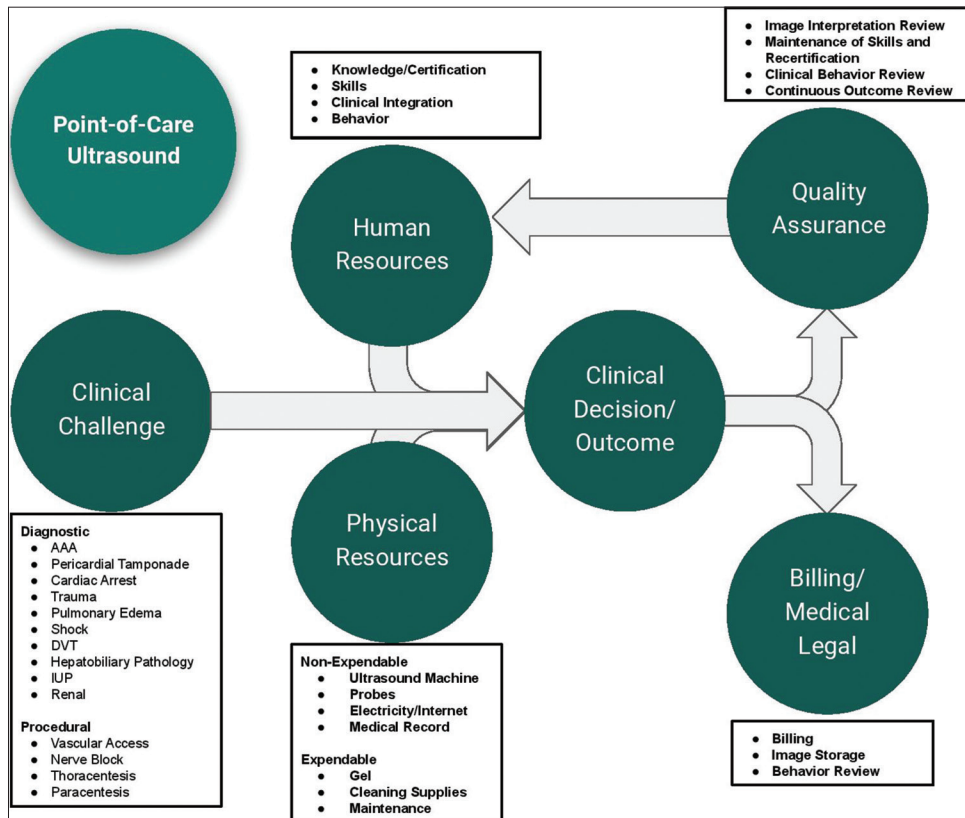 Point-of-Care
Ultrasound
● Knowledge/Certification
● Skills
● Clinical Integration
● Behavior
Human
Resources
● Image Interpretation Review
● Maintenance of Skills and
Recertification
● Clinical Behavior Review
● Continuous Outcome Review
Quality
Assurance
Clinical
Challenge
Diagnostic
● AAA
● Pericardial Tamponade
● Cardiac Arrest
● Trauma
● Pulmonary Edema
● Shock
● DVT
● Hepatobiliary Pathology
● IUP
● Renal
Procedural
● Vascular Access
● Nerve Block
● Thoracentesis
● Paracentesis
Physical
Resources
Non-Expendable
● Ultrasound Machine
● Probes
● Electricity/Internet
● Medical Record
Expendable
● Gel
● Cleaning Supplies
● Maintenance
Clinical
Decision/
Outcome
Billing/
Medical
Legal
● Billing
● Image Storage
● Behavior Review